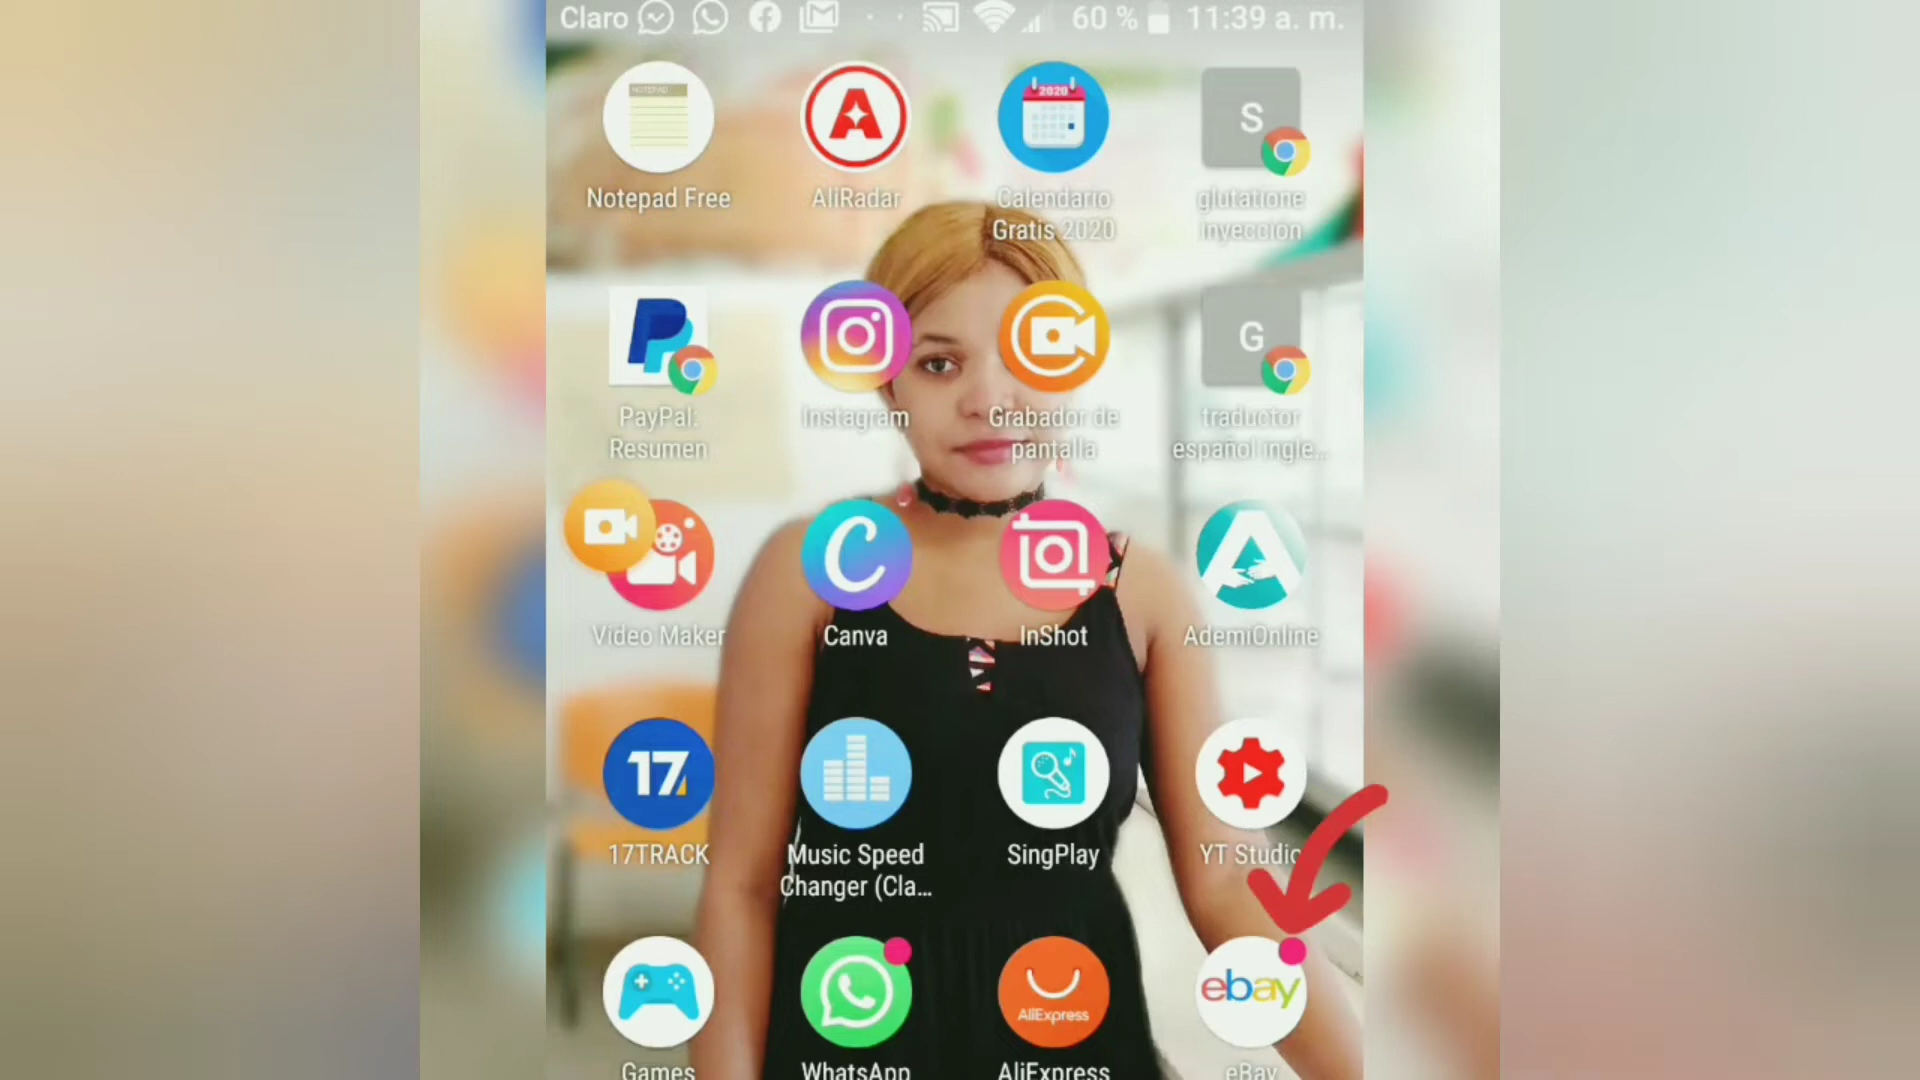 Claro 60 % 11:39 a. m.
NOTEPAD
2020
S
Notepad Free
AliRadar
Calendario
Gratis 2020
glutatione
inyección
G
PayPal:
Resumen
Instagram
Grabador de
pantalla
traductor
español ingle...
Video Maker
Canva
InShot
AdemiOnline
17
17TRACK
Music Speed
Changer (Cla...
SingPlay
YT Studio
AliExpress
ebay
Games
WhatsApp
AliExpress
eBay